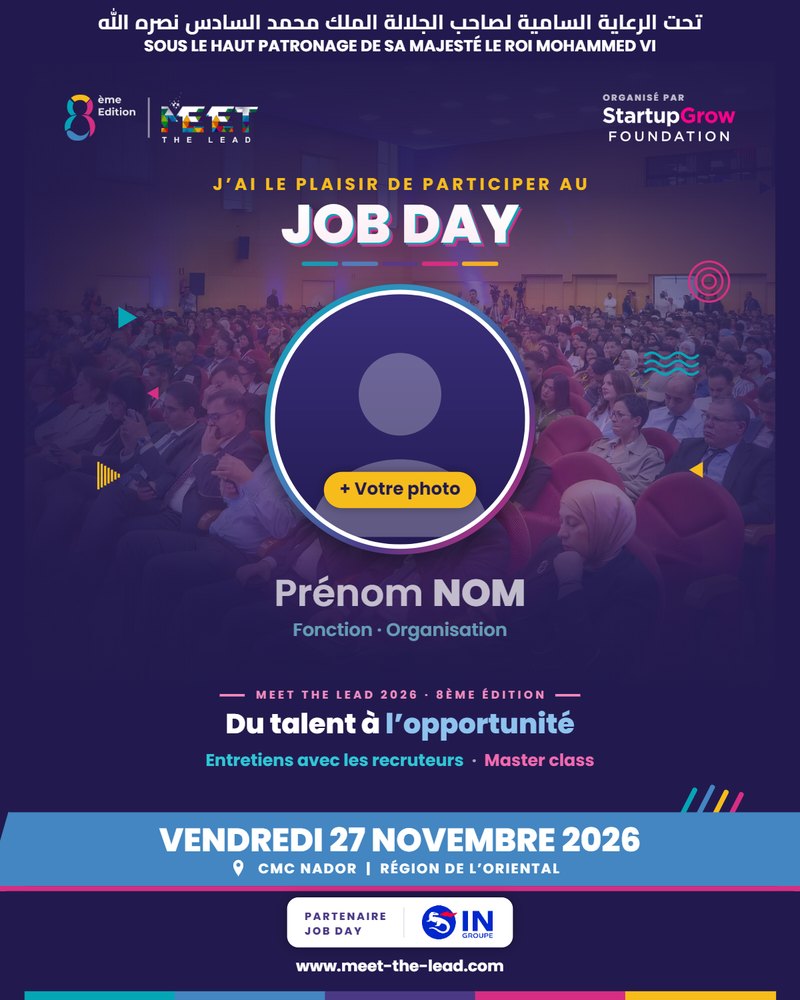 تحت الرعاية السامية لصاحب الجلالة الملك محمد السادس نصره الله
SOUS LE HAUT PATRONAGE DE SA MAJESTÉ LE ROI MOHAMMED VI
8ème Edition
MEET
THE LEAD
ORGANISÉ PAR
StartupGrow
FOUNDATION
J’AI LE PLAISIR DE PARTICIPER AU
JOB DAY
+ Votre photo
Prénom NOM
Fonction · Organisation
MEET THE LEAD 2026 · 8ÈME ÉDITION
Du talent à l’opportunité
Entretiens avec les recruteurs · Master class
VENDREDI 27 NOVEMBRE 2026
CMC NADOR | RÉGION DE L’ORIENTAL
PARTENAIRE
JOB DAY
S IN
GROUPE
www.meet-the-lead.com